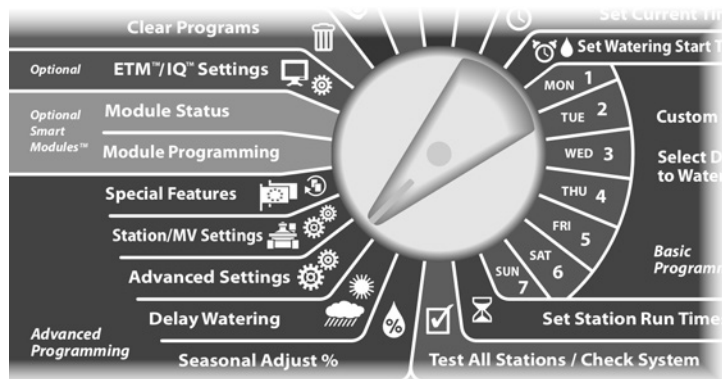 Clear Programs
Optional
ETM™/IQ™ Settings
Optional
Smart
Modules™
Module Status
Module Programming
Special Features
Station/MV Settings
Advanced Settings
Delay Watering
Advanced
Programming
Seasonal Adjust %
%
Test All Stations / Check System
Set Station Run Time
Basic
Select
to
Custom
Set Watering Start
Set Current
MON 1
TUE 2
WED 3
THU 4
FRI 5
SAT 6
SUN 7